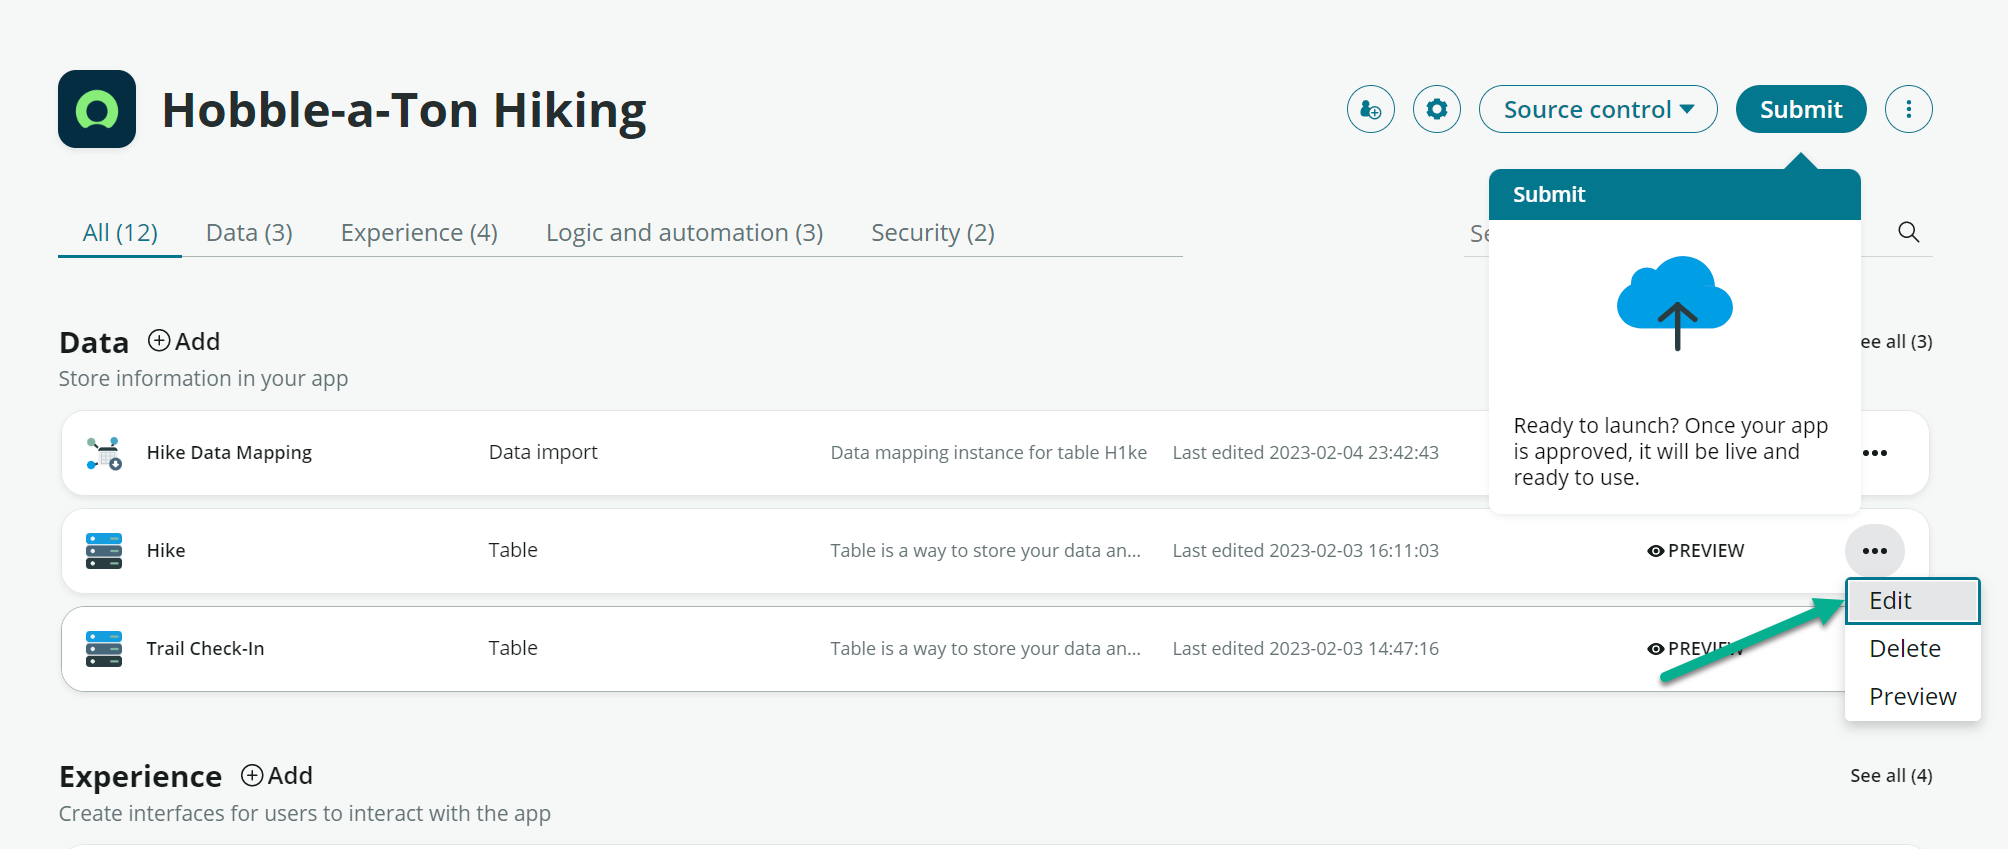 Hobble-a-Ton Hiking
Source control
Submit
Submit
All (12)
Data (3)
Experience (4)
Logic and automation (3)
Security (2)
Data
Add
ee all (3)
Store information in your app
Ready to launch? Once your app
is approved, it will be live and
ready to use.
Hike Data Mapping
Data import
Data mapping instance for table H1ke
Last edited 2023-02-04 23:42:43
Hike
Table
Table is a way to store your data an...
Last edited 2023-02-03 16:11:03
PREVIEW
Edit
Delete
Preview
Trail Check-In
Table
Table is a way to store your data an...
Last edited 2023-02-03 14:47:16
PREVIEW
Experience
Add
See all (4)
Create interfaces for users to interact with the app